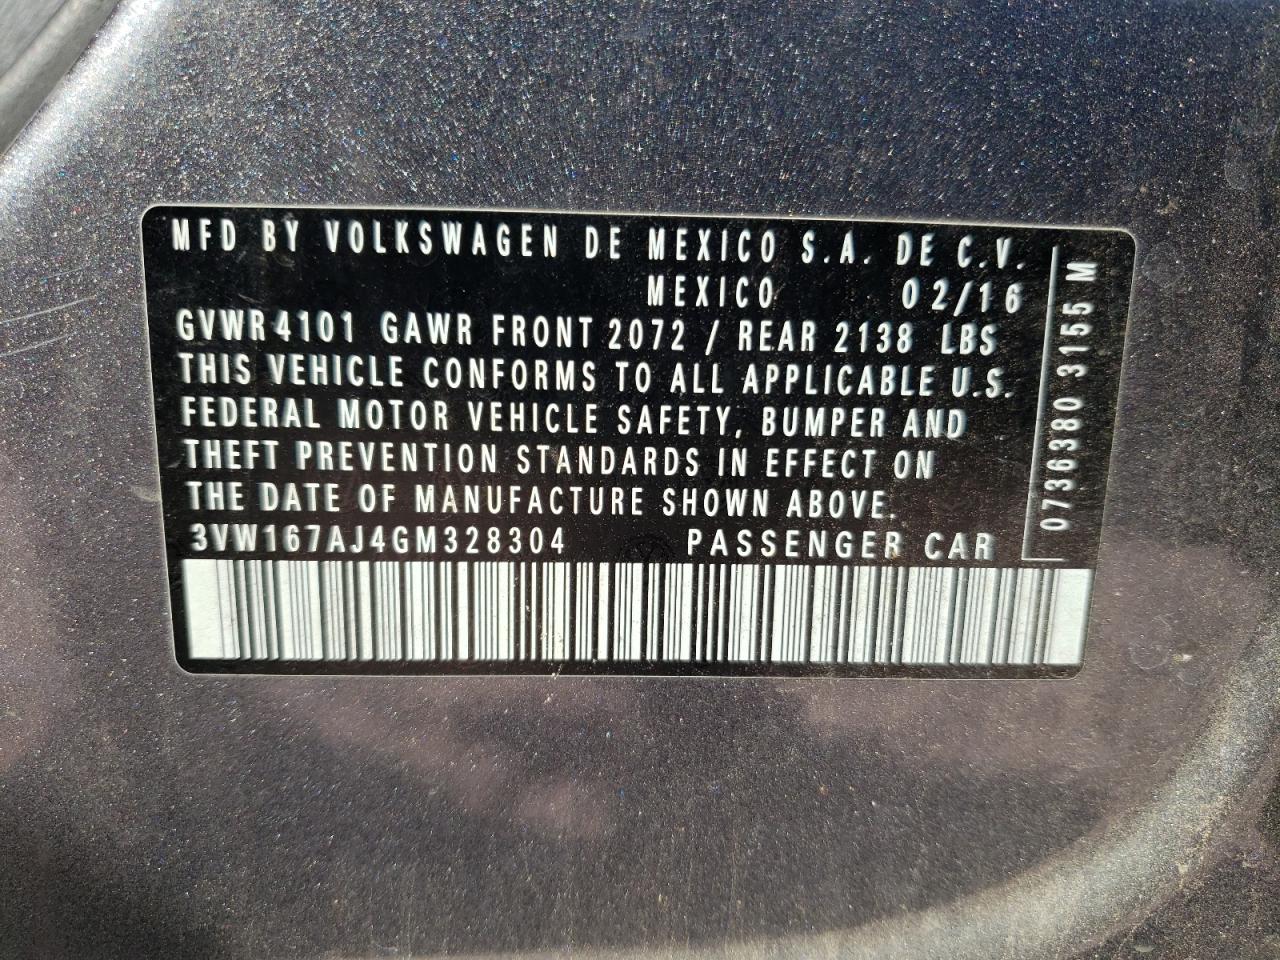 MFD BY VOLKSWAGEN DE MEXICO S.A. DE C.V.
MEXICO 02/16
GVWR 4101 GAWR FRONT 2072 / REAR 2138 LBS
THIS VEHICLE CONFORMS TO ALL APPLICABLE U.S.
FEDERAL MOTOR VEHICLE SAFETY, BUMPER AND
THEFT PREVENTION STANDARDS IN EFFECT ON
THE DATE OF MANUFACTURE SHOWN ABOVE.
3VW167AJ4GM328304 PASSENGER CAR
0736380 3155 M